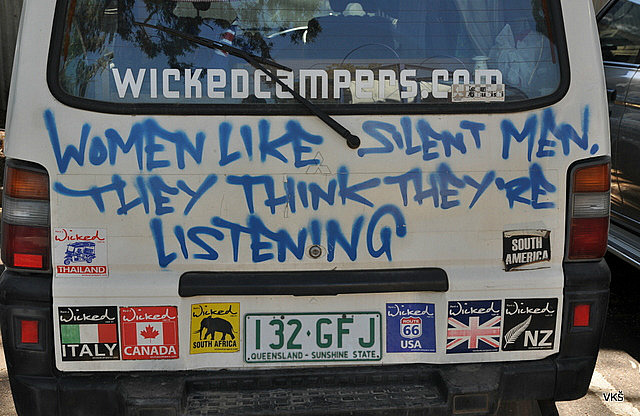 WICKEDCAMPERS.COM
WOMEN LIKE SILENT MEN.
THEY THINK THEY'RE
LISTENING
Wicked
THAILAND
SOUTH
AMERICA
Wicked
ITALY
Wicked
CANADA
Wicked
SOUTH AFRICA
132·GFJ
QUEENSLAND - SUNSHINE STATE
Wicked
ROUTE
66
USA
Wicked
Wicked
NZ
VKŠ